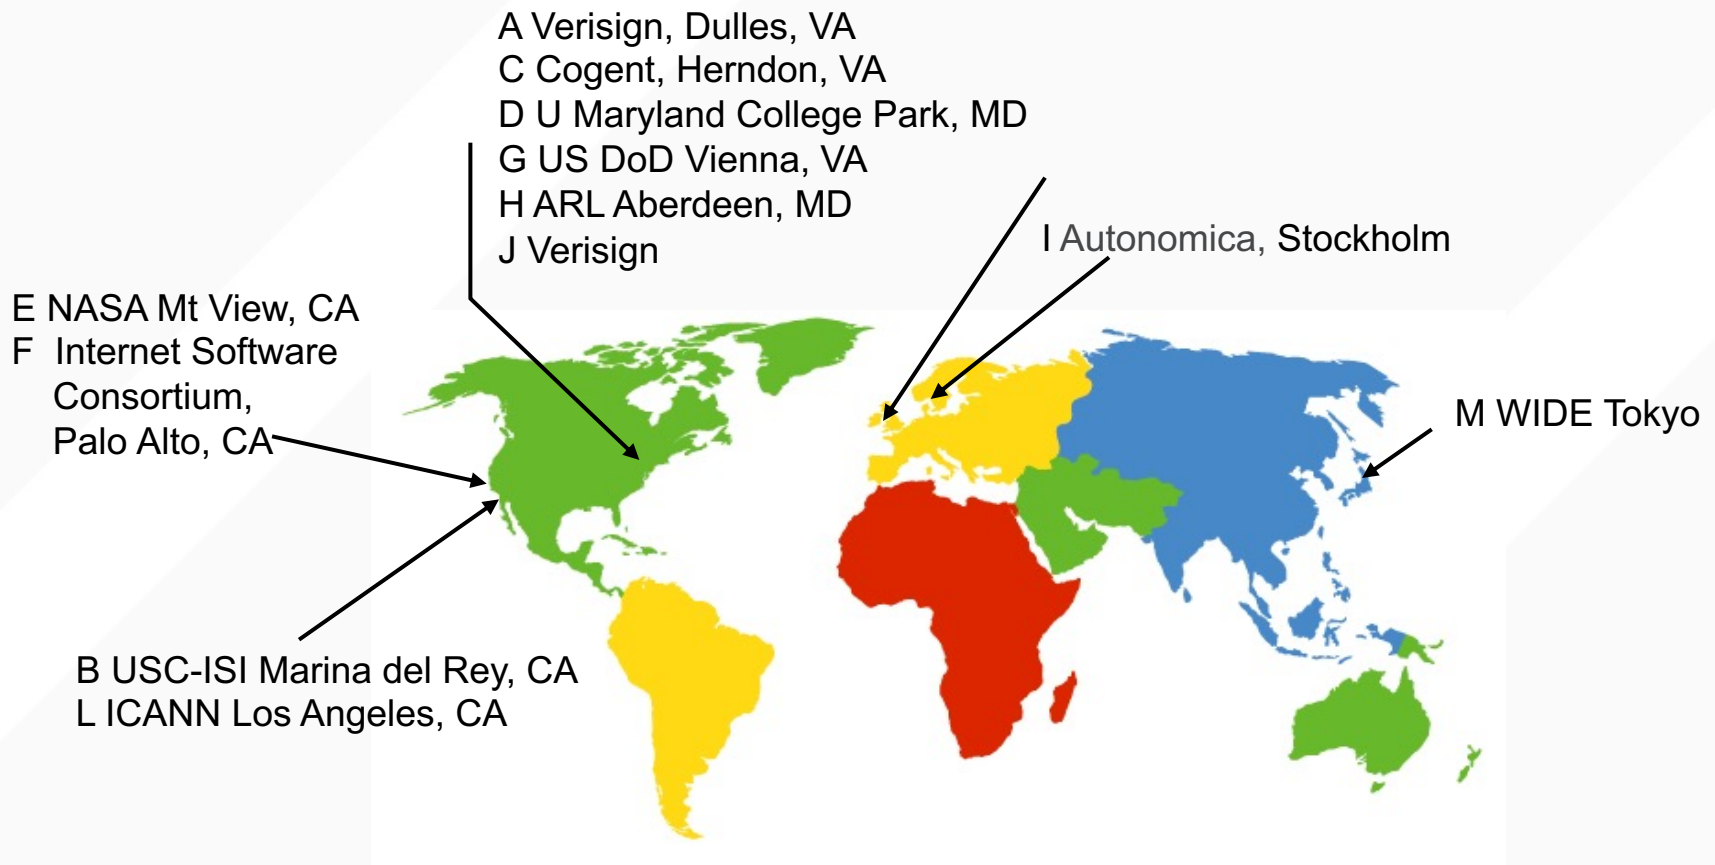 A Verisign, Dulles, VA
C Cogent, Herndon, VA
D U Maryland College Park, MD
G US DoD Vienna, VA
H ARL Aberdeen, MD
J Verisign
I Autonomica, Stockholm
E NASA Mt View, CA
F Internet Software
Consortium,
Palo Alto, CA
M WIDE Tokyo
B USC-ISI Marina del Rey, CA
L ICANN Los Angeles, CA